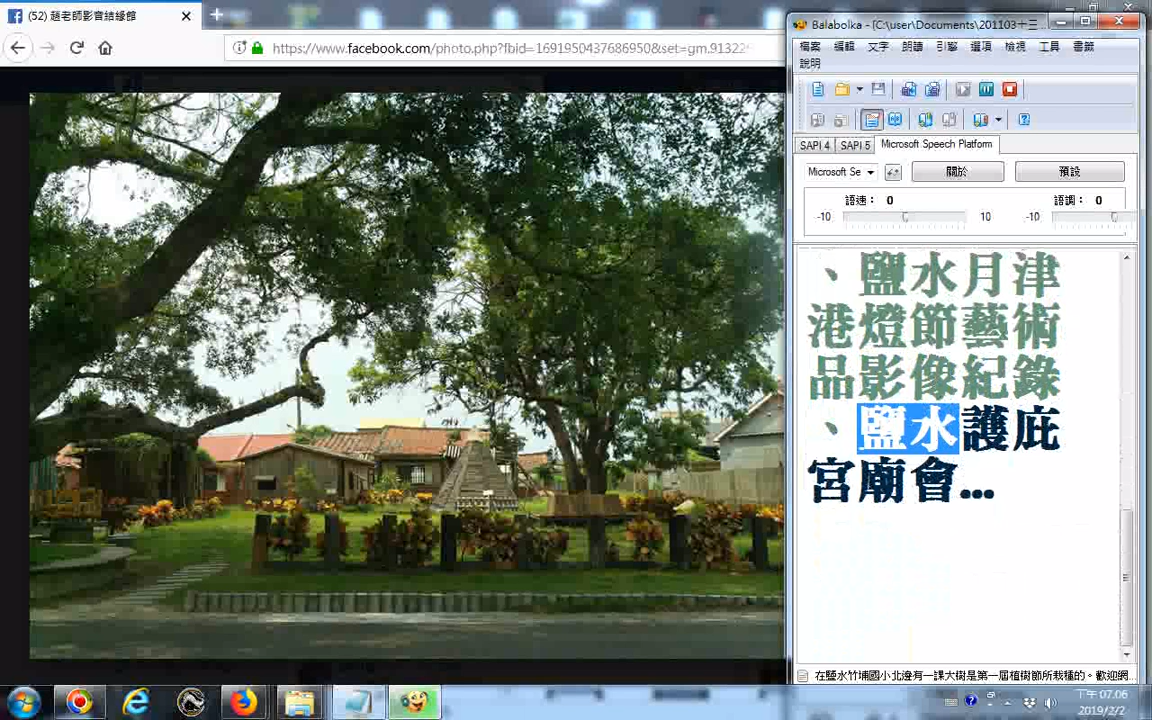 (52) 趙老師影音結緣館
https://www.facebook.com/photo.php?fbid=1691950437686950&set=gm.91322
Balabolka - [C:\user\Documents\201103十三...
檔案 編輯 文字 朗讀 引擎 選項 檢視 工具 書籤
說明
SAPI 4 SAPI 5 Microsoft Speech Platform
Microsoft Se 關於 預設
語速： 0 語調： 0
-10 10 -10
、鹽水月津
港燈節藝術
品影像紀錄
、鹽水護庇
宮廟會...
在鹽水竹埔國小北邊有一課大樹是第一屆植樹節所栽種的。歡迎網...
下午 07:06
2019/2/2